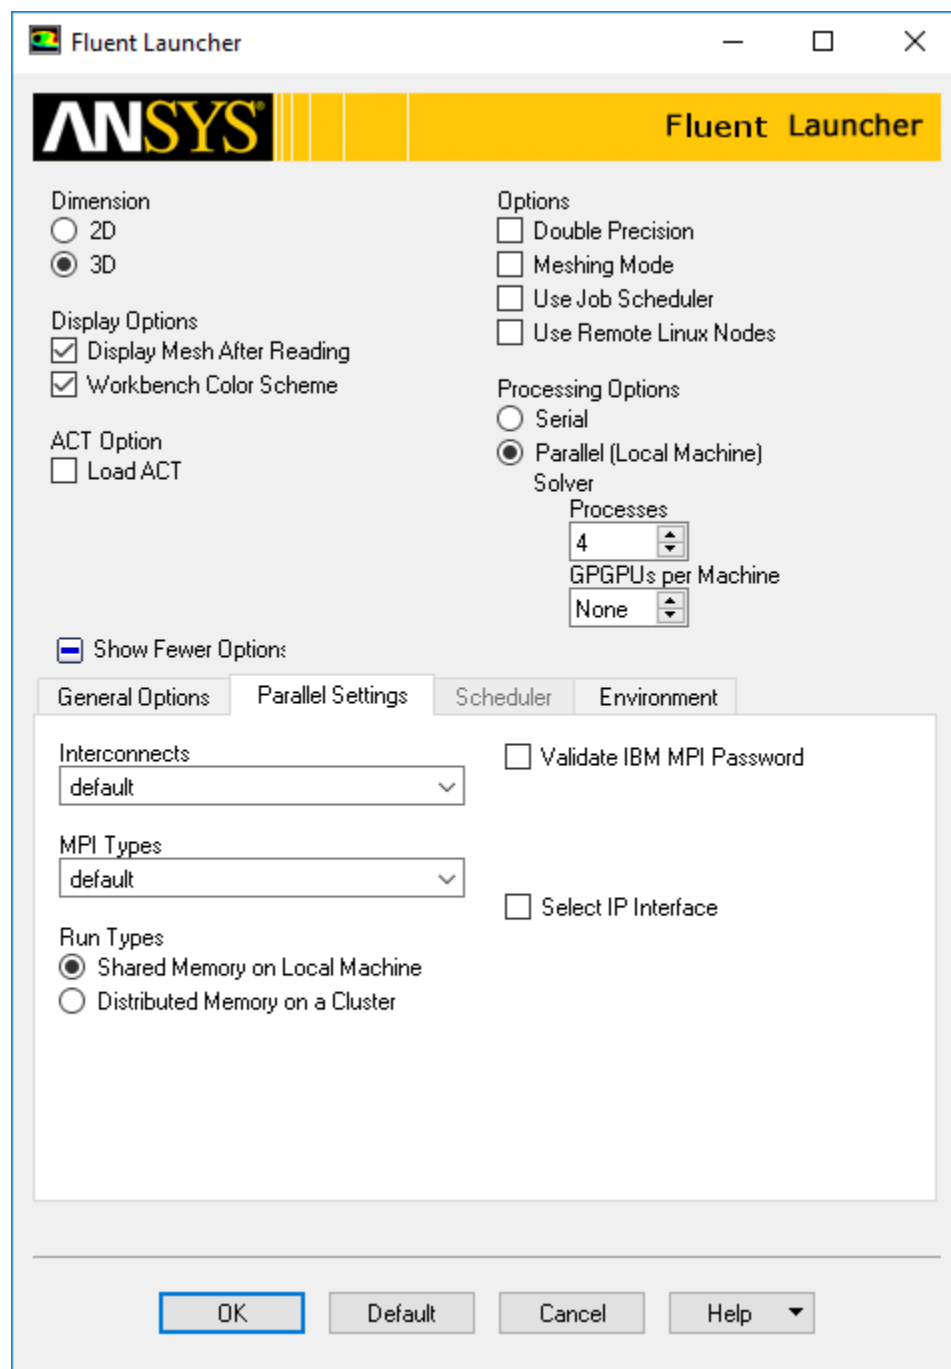 Fluent Launcher
ANSYS
Fluent Launcher
Dimension
2D
3D
Display Options
Display Mesh After Reading
Workbench Color Scheme
ACT Option
Load ACT
Options
Double Precision
Meshing Mode
Use Job Scheduler
Use Remote Linux Nodes
Processing Options
Serial
Parallel (Local Machine)
Solver
Processes
4
GPGPUs per Machine
None
Show Fewer Options
General Options
Parallel Settings
Scheduler
Environment
Interconnects
default
MPI Types
default
Run Types
Shared Memory on Local Machine
Distributed Memory on a Cluster
Validate IBM MPI Password
Select IP Interface
OK
Default
Cancel
Help